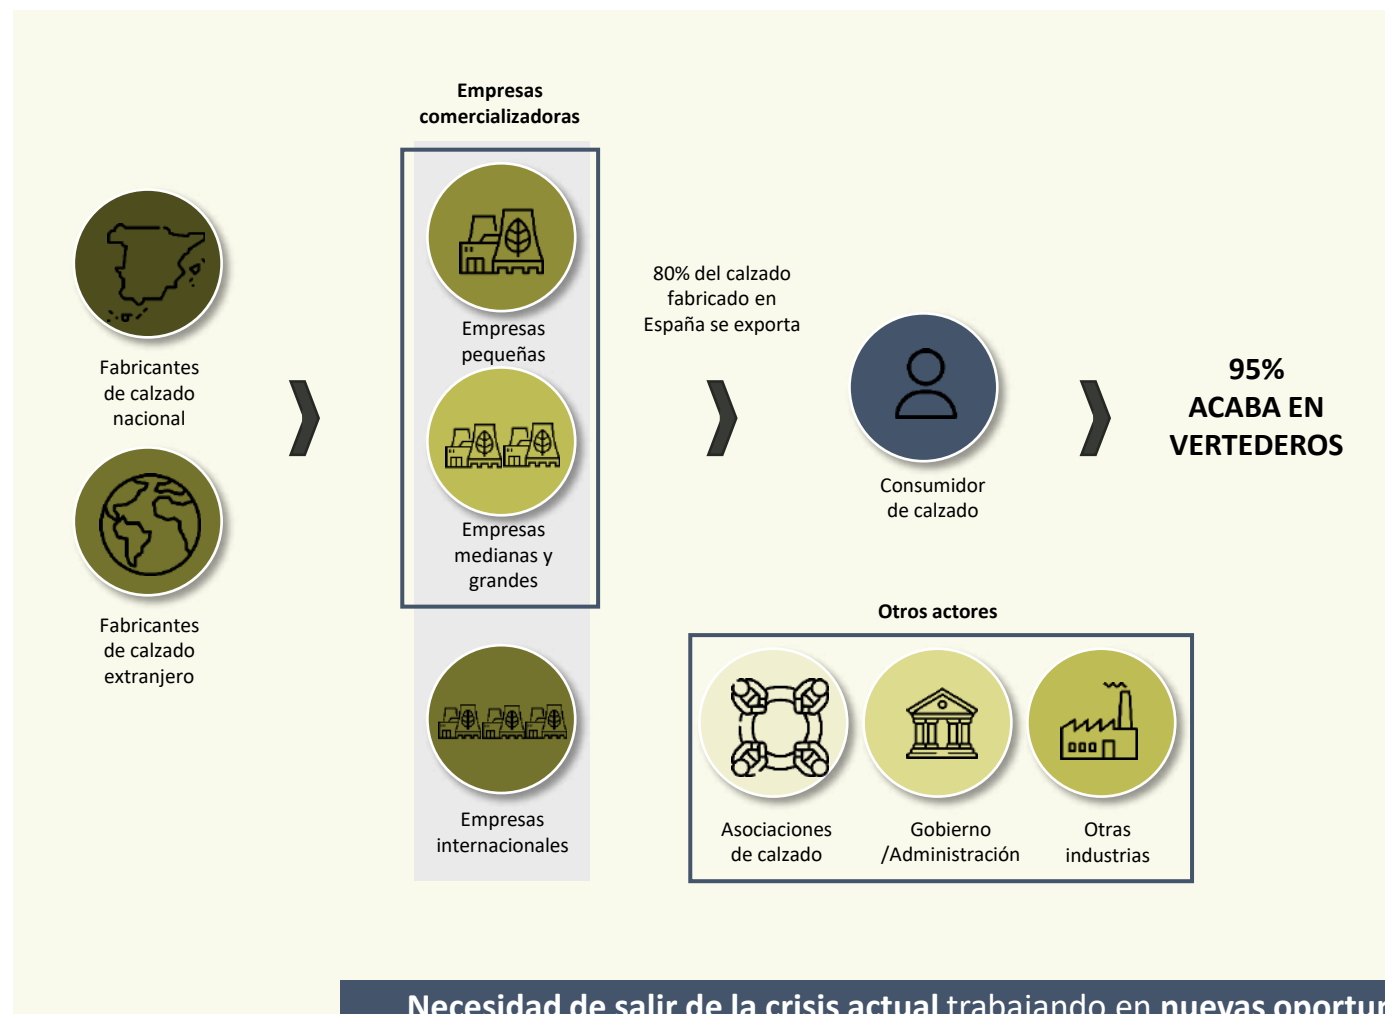 Empresas
comercializadoras
Fabricantes
de calzado
nacional
Fabricantes
de calzado
extranjero
Empresas
pequeñas
Empresas
medianas y
grandes
Empresas
internacionales
80% del calzado
fabricado en
España se exporta
Consumidor
de calzado
95%
ACABA EN
VERTEDEROS
Otros actores
Asociaciones
de calzado
Gobierno
/Administración
Otras
industrias
Necesidad de salir de la crisis actual trabajando en nuevas